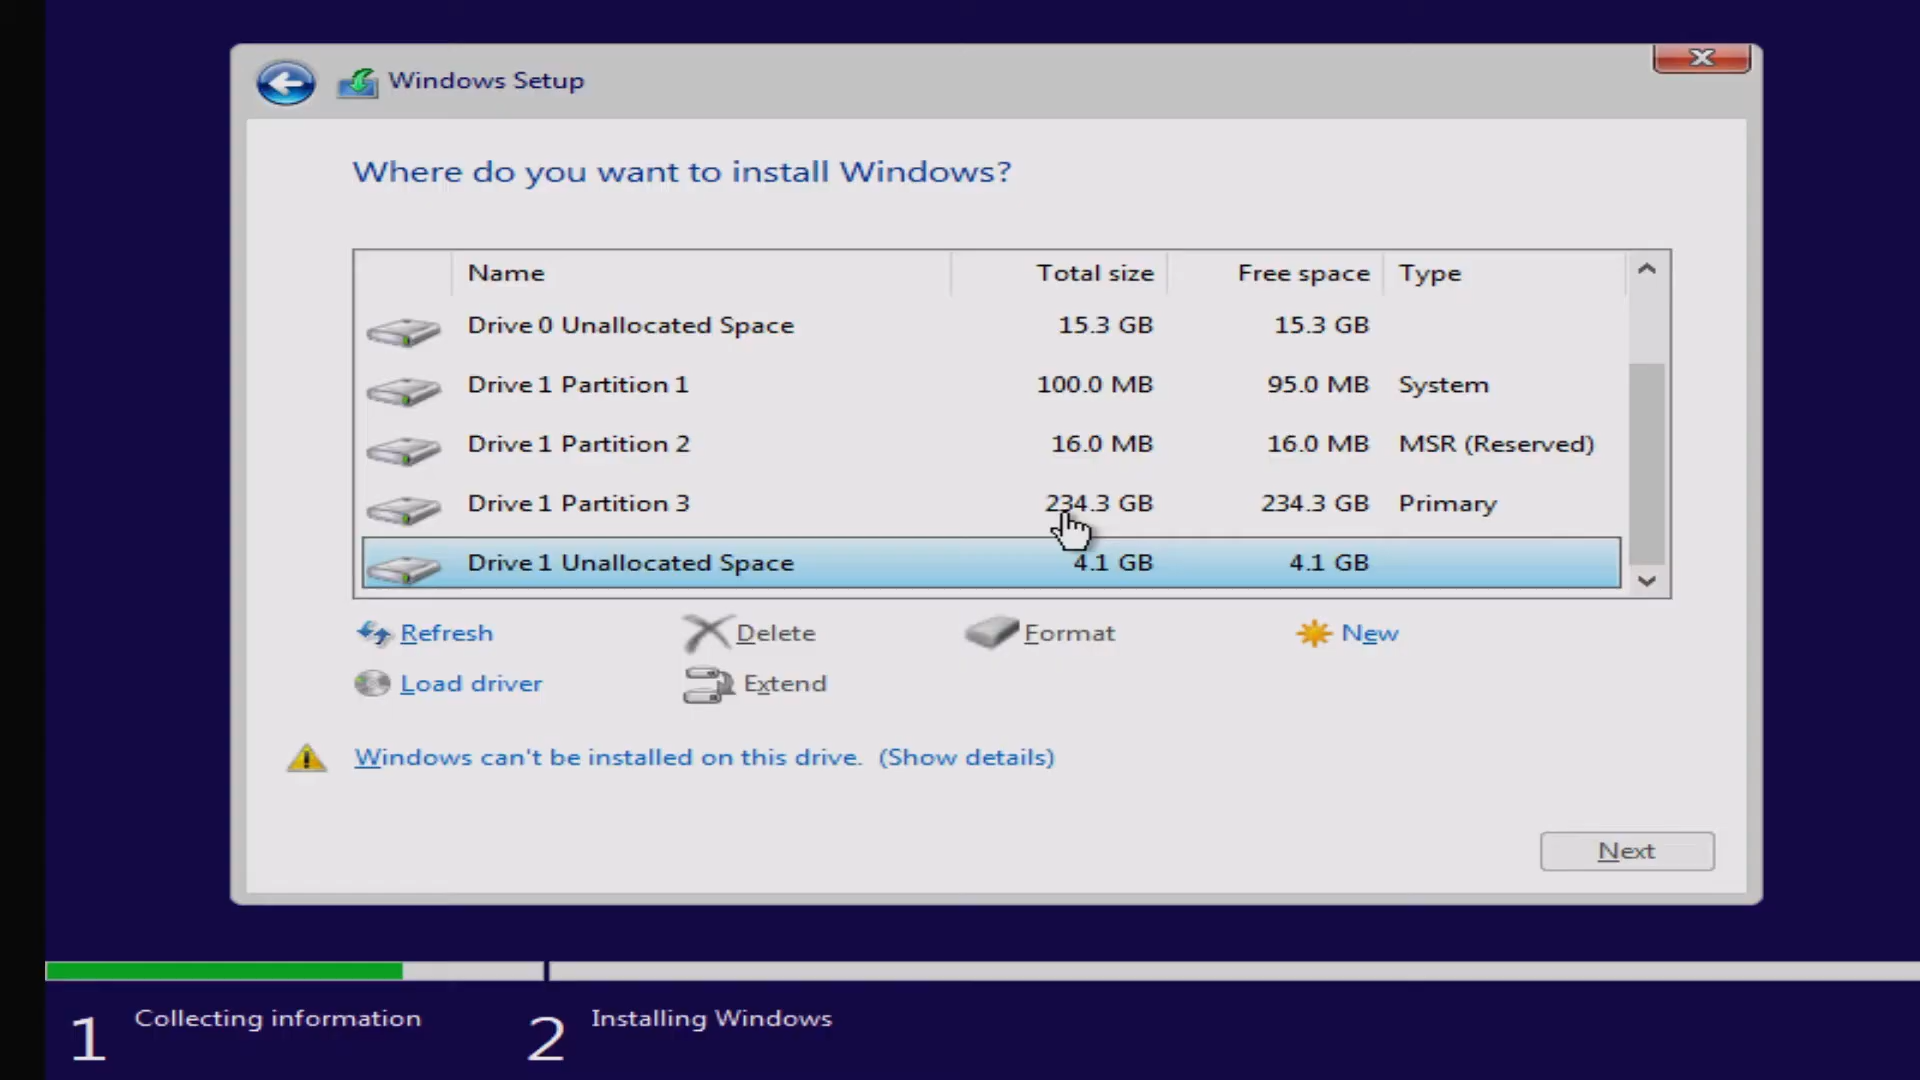 Windows Setup
Where do you want to install Windows?
Name Total size Free space Type
Drive 0 Unallocated Space 15.3 GB 15.3 GB
Drive 1 Partition 1 100.0 MB 95.0 MB System
Drive 1 Partition 2 16.0 MB 16.0 MB MSR (Reserved)
Drive 1 Partition 3 234.3 GB 234.3 GB Primary
Drive 1 Unallocated Space 4.1 GB 4.1 GB
Refresh Delete Format New
Load driver Extend
Windows can't be installed on this drive. (Show details)
Next
1 Collecting information 2 Installing Windows